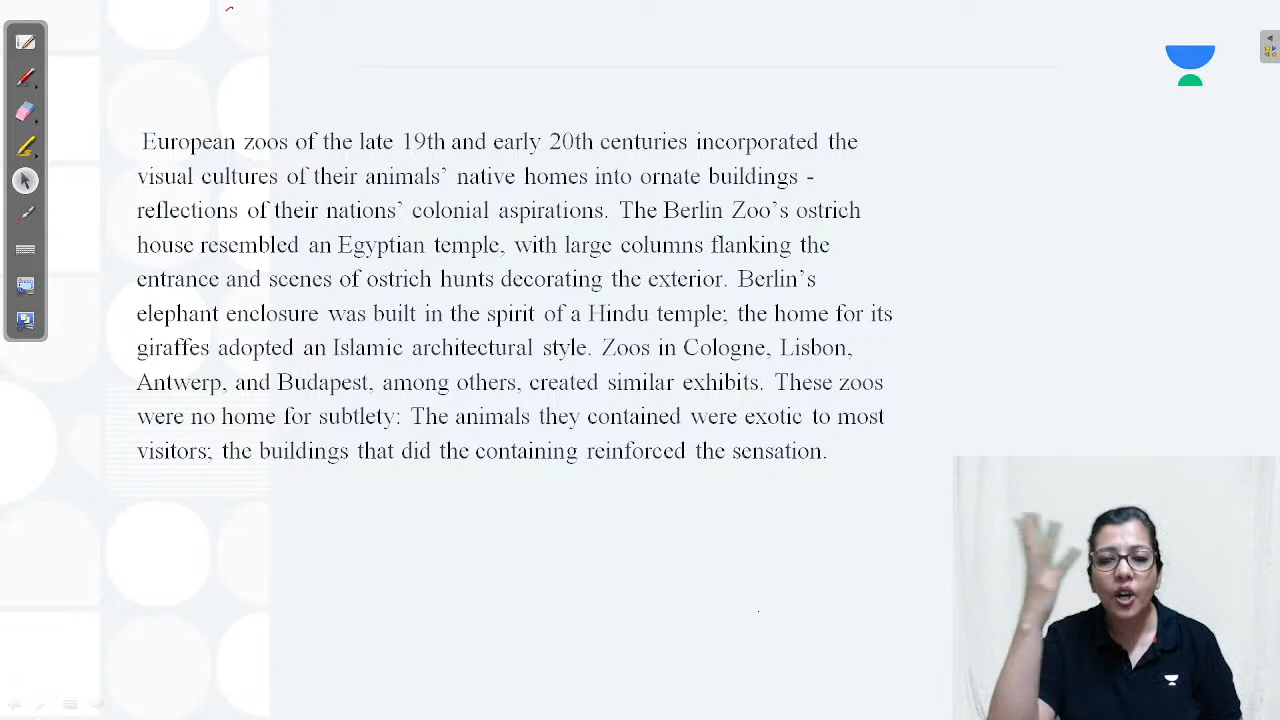 European zoos of the late 19th and early 20th centuries incorporated the
visual cultures of their animals’ native homes into ornate buildings -
reflections of their nations’ colonial aspirations. The Berlin Zoo’s ostrich
house resembled an Egyptian temple, with large columns flanking the
entrance and scenes of ostrich hunts decorating the exterior. Berlin’s
elephant enclosure was built in the spirit of a Hindu temple; the home for its
giraffes adopted an Islamic architectural style. Zoos in Cologne, Lisbon,
Antwerp, and Budapest, among others, created similar exhibits. These zoos
were no home for subtlety: The animals they contained were exotic to most
visitors; the buildings that did the containing reinforced the sensation.